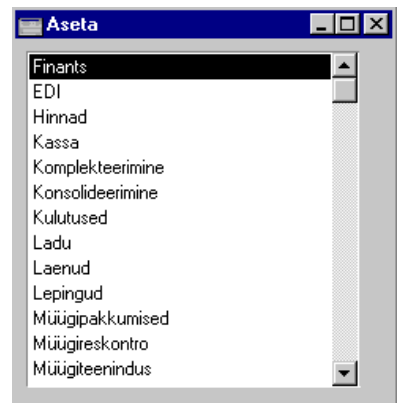 Aseta
Finants
EDI
Hinnad
Kassa
Komplekteerimine
Konsolideerimine
Kulutused
Ladu
Laenud
Lepingud
Müügipakkumised
Müügireskontro
Müügiteenindus